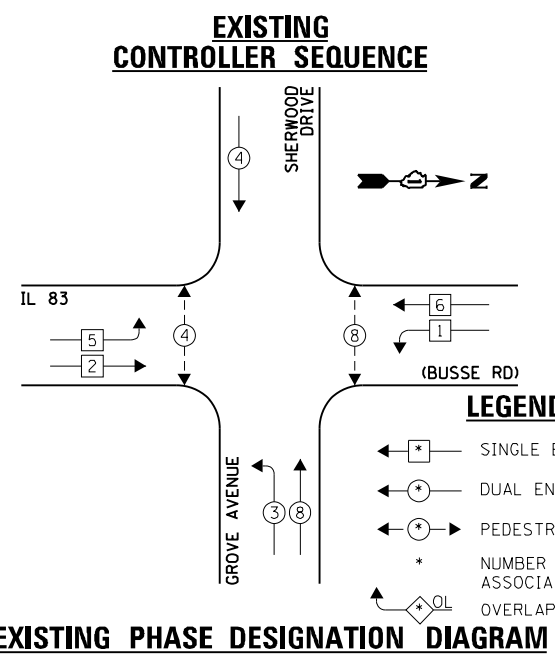 EXISTING
CONTROLLER SEQUENCE
SHERWOOD
DRIVE
4
N
IL 83
5
2
4
8
6
1
(BUSSE RD)
GROVE AVENUE
3
8
LEGEND
* SINGLE E
* DUAL EN
* PEDESTR
* NUMBER
ASSOCIA
* OL OVERLAP
EXISTING PHASE DESIGNATION DIAGRAM